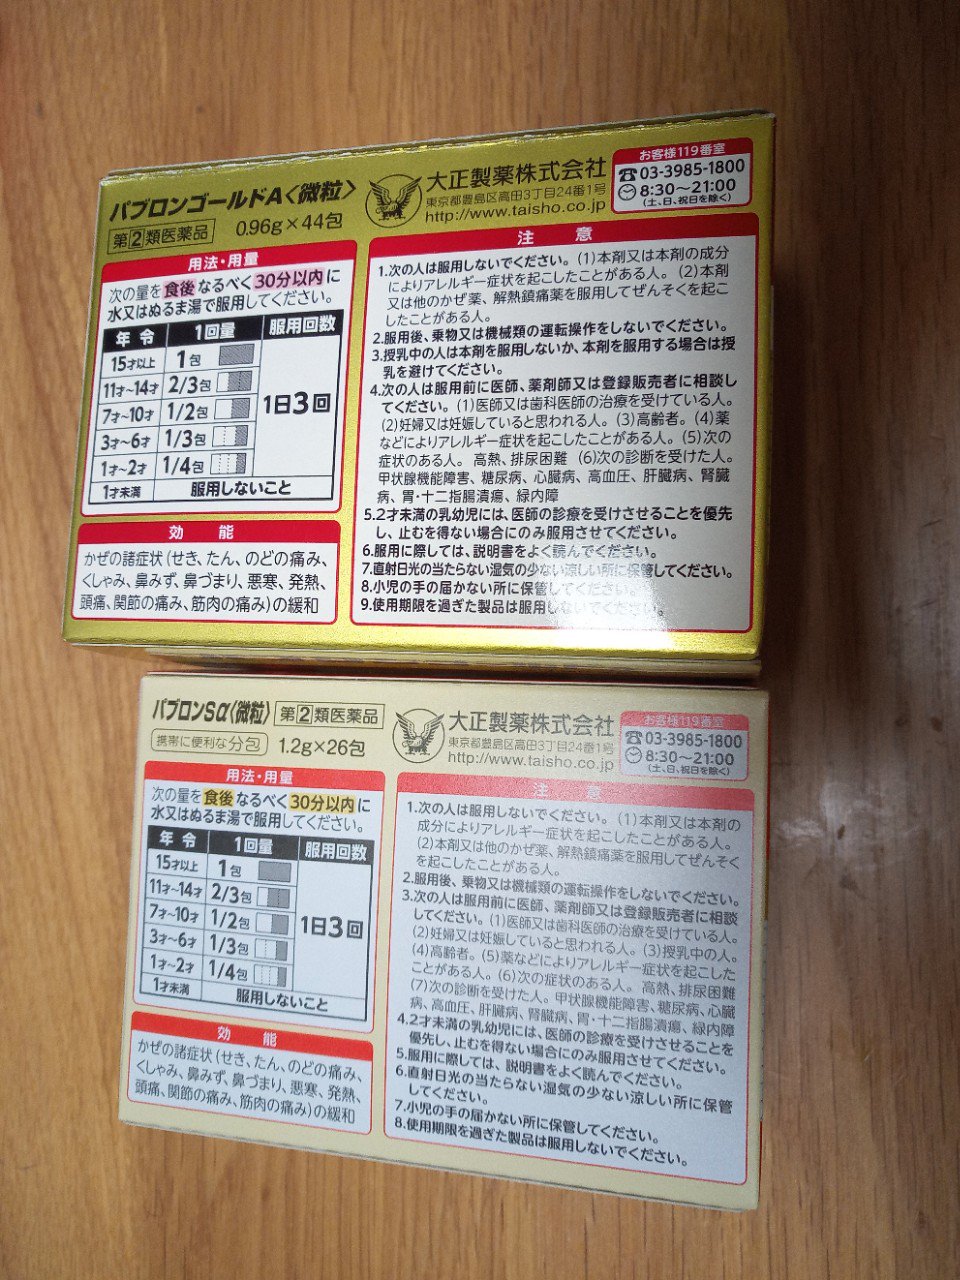 パブロンゴールドA〈微粒〉
第②類医薬品 0.96g×44包
大正製薬株式会社
東京都豊島区高田3丁目24番1号
http://www.taisho.co.jp
お客様119番室
☎03-3985-1800
8:30〜21:00
(土、日、祝日を除く)
用法・用量
次の量を食後なるべく30分以内に
水又はぬるま湯で服用してください。
年令 1回量 服用回数
15才以上 1包
11才〜14才 2/3包
7才〜10才 1/2包
1日3回
3才〜6才 1/3包
1才〜2才 1/4包
1才未満 服用しないこと
効能
かぜの諸症状(せき、たん、のどの痛み、
くしゃみ、鼻みず、鼻づまり、悪寒、発熱、
頭痛、関節の痛み、筋肉の痛み)の緩和
注意
1.次の人は服用しないでください。(1)本剤又は本剤の成分
によりアレルギー症状を起こしたことがある人。(2)本剤
又は他のかぜ薬、解熱鎮痛薬を服用してぜんそくを起こ
したことがある人。
2.服用後、乗物又は機械類の運転操作をしないでください。
3.授乳中の人は本剤を服用しないか、本剤を服用する場合は授
乳を避けてください。
4.次の人は服用前に医師、薬剤師又は登録販売者に相談し
てください。(1)医師又は歯科医師の治療を受けている人。
(2)妊婦又は妊娠していると思われる人。(3)高齢者。(4)薬
などによりアレルギー症状を起こしたことがある人。(5)次の
症状のある人。高熱、排尿困難 (6)次の診断を受けた人。
甲状腺機能障害、糖尿病、心臓病、高血圧、肝臓病、腎臓
病、胃・十二指腸潰瘍、緑内障
5.2才未満の乳幼児には、医師の診療を受けさせることを優先
し、止むを得ない場合にのみ服用させてください。
6.服用に際しては、説明書をよく読んでください。
7.直射日光の当たらない湿気の少ない涼しい所に保管してください。
8.小児の手の届かない所に保管してください。
9.使用期限を過ぎた製品は服用しないでください。
パブロンSα〈微粒〉 第②類医薬品
携帯に便利な分包 1.2g×26包
大正製薬株式会社
東京都豊島区高田3丁目24番1号
http://www.taisho.co.jp
お客様119番室
☎03-3985-1800
8:30〜21:00
(土、日、祝日を除く)
用法・用量
次の量を食後なるべく30分以内に
水又はぬるま湯で服用してください。
年令 1回量 服用回数
15才以上 1包
11才〜14才 2/3包
7才〜10才 1/2包
1日3回
3才〜6才 1/3包
1才〜2才 1/4包
1才未満 服用しないこと
効能
かぜの諸症状(せき、たん、のどの痛み、
くしゃみ、鼻みず、鼻づまり、悪寒、発熱、
頭痛、関節の痛み、筋肉の痛み)の緩和
注意
1.次の人は服用しないでください。(1)本剤又は本剤の
成分によりアレルギー症状を起こしたことがある人。
(2)本剤又は他のかぜ薬、解熱鎮痛薬を服用してぜんそく
を起こしたことがある人。
2.服用後、乗物又は機械類の運転操作をしないでください。
3.次の人は服用前に医師、薬剤師又は登録販売者に相談
してください。(1)医師又は歯科医師の治療を受けている人。
(2)妊婦又は妊娠していると思われる人。(3)授乳中の人。
(4)高齢者。(5)薬などによりアレルギー症状を起こした
ことがある人。(6)次の症状のある人。高熱、排尿困難
(7)次の診断を受けた人。甲状腺機能障害、糖尿病、心臓
病、高血圧、肝臓病、腎臓病、胃・十二指腸潰瘍、緑内障
4.2才未満の乳幼児には、医師の診療を受けさせることを
優先し、止むを得ない場合にのみ服用させてください。
5.服用に際しては、説明書をよく読んでください。
6.直射日光の当たらない湿気の少ない涼しい所に保管
してください。
7.小児の手の届かない所に保管してください。
8.使用期限を過ぎた製品は服用しないでください。